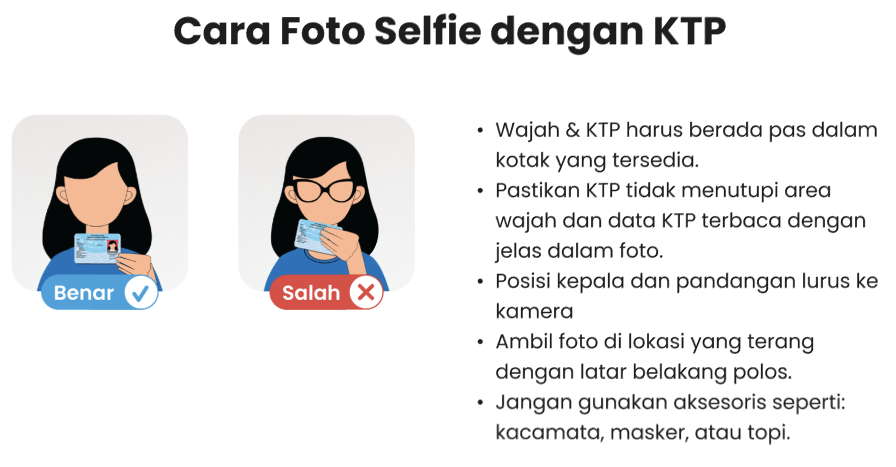 Cara Foto Selfie dengan KTP
Benar
Salah
• Wajah & KTP harus berada pas dalam
kotak yang tersedia.
• Pastikan KTP tidak menutupi area
wajah dan data KTP terbaca dengan
jelas dalam foto.
• Posisi kepala dan pandangan lurus ke
kamera
• Ambil foto di lokasi yang terang
dengan latar belakang polos.
• Jangan gunakan aksesoris seperti:
kacamata, masker, atau topi.